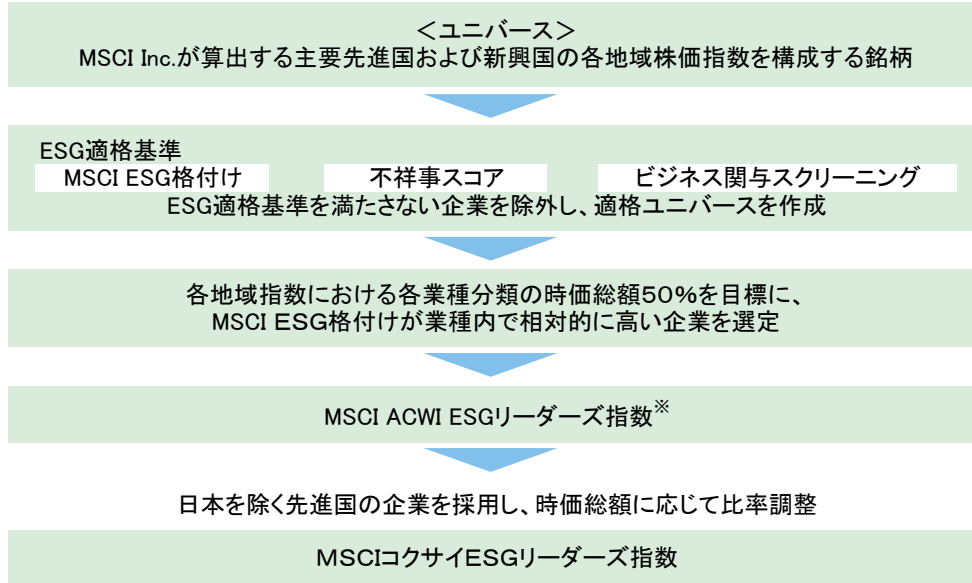 ＜ユニバース＞
MSCI Inc.が算出する主要先進国および新興国の各地域株価指数を構成する銘柄
ESG適格基準
MSCI ESG格付け 不祥事スコア ビジネス関与スクリーニング
ESG適格基準を満たさない企業を除外し、適格ユニバースを作成
各地域指数における各業種分類の時価総額50％を目標に、
MSCI ESG格付けが業種内で相対的に高い企業を選定
MSCI ACWI ESGリーダーズ指数※
日本を除く先進国の企業を採用し、時価総額に応じて比率調整
MSCIコクサイESGリーダーズ指数